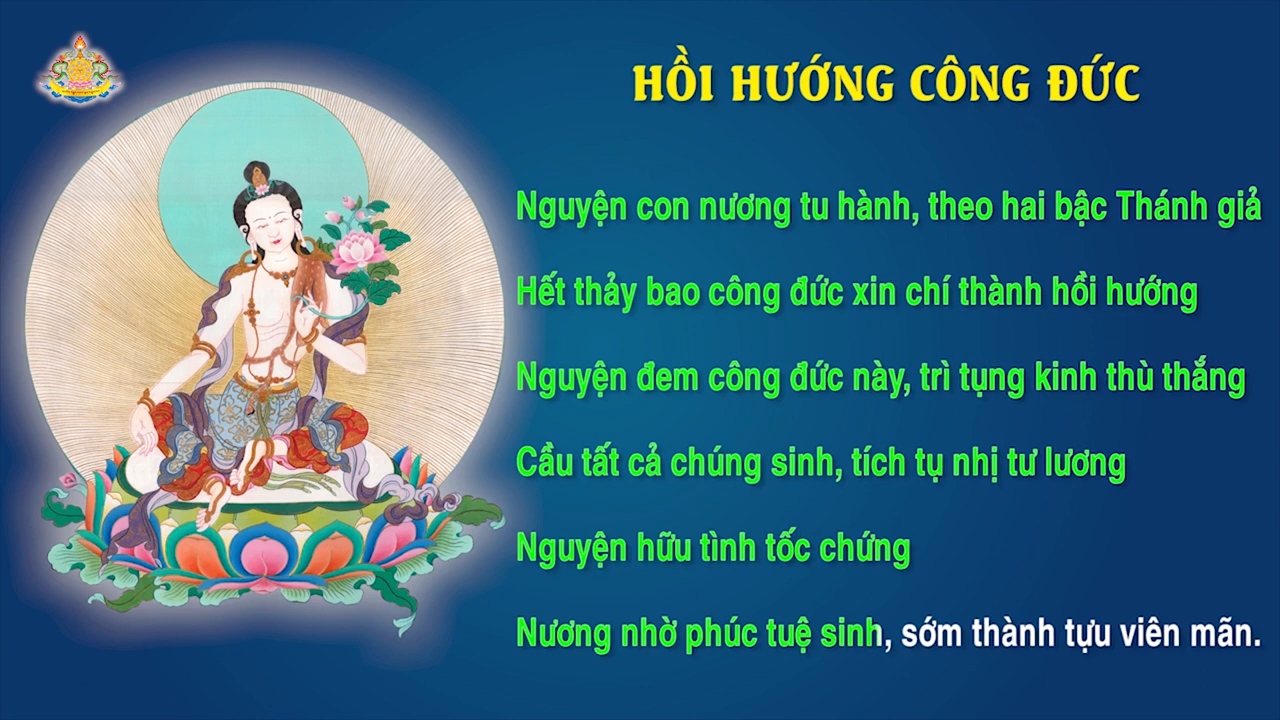 HỒI HƯỚNG CÔNG ĐỨC
Nguyện con nương tu hành, theo hai bậc Thánh giả
Hết thảy bao công đức xin chí thành hồi hướng
Nguyện đem công đức này, trì tụng kinh thù thắng
Cầu tất cả chúng sinh, tích tụ nhị tư lương
Nguyện hữu tình tốc chứng
Nương nhờ phúc tuệ sinh, sớm thành tựu viên mãn.